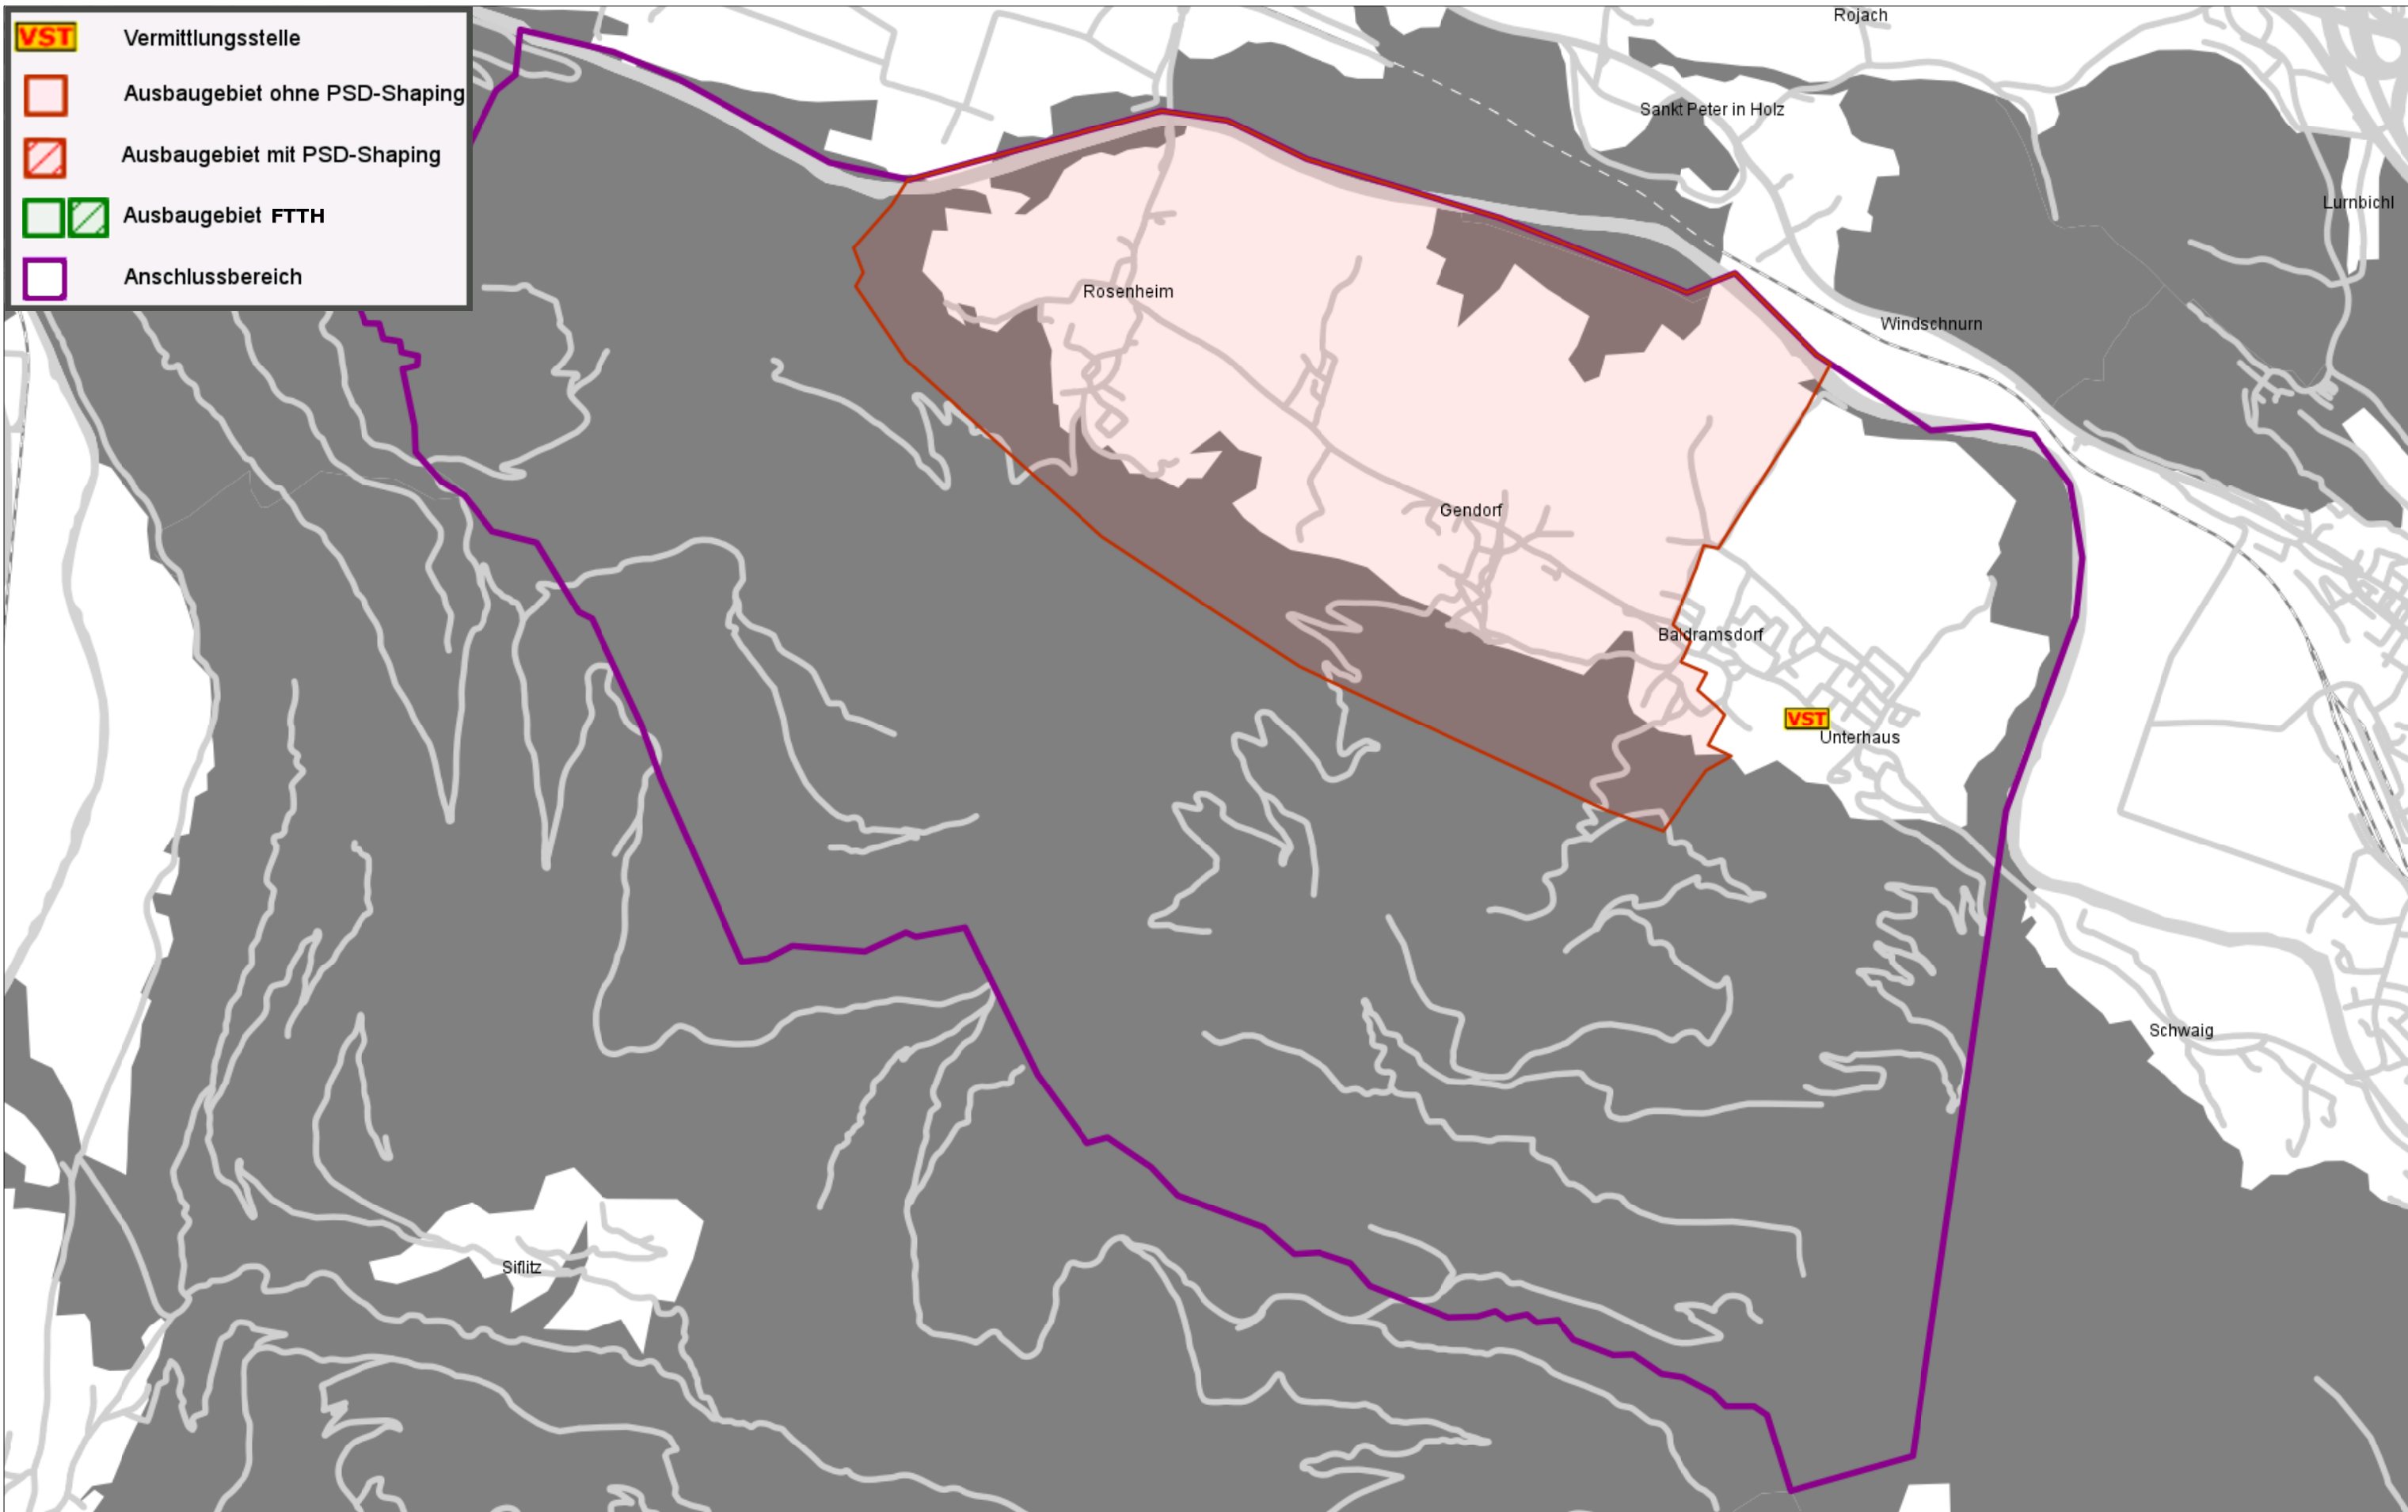 VST Vermittlungsstelle
Ausbaugebiet ohne PSD-Shaping
Ausbaugebiet mit PSD-Shaping
Ausbaugebiet FTTH
Anschlussbereich
Rojach
Sankt Peter in Holz
Lurnbichl
Rosenheim
Windschnurn
Gendorf
Baldramsdorf
VST
Unterhaus
Schwaig
Siflitz